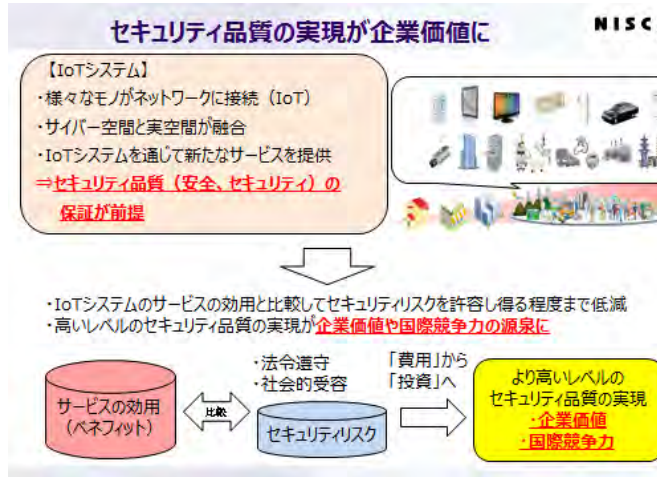 セキュリティ品質の実現が企業価値に
NISC
【IoTシステム】
・様々なモノがネットワークに接続（IoT）
・サイバー空間と実空間が融合
・IoTシステムを通じて新たなサービスを提供
⇒セキュリティ品質（安全、セキュリティ）の
保証が前提
・IoTシステムのサービスの効用と比較してセキュリティリスクを許容し得る程度まで低減
・高いレベルのセキュリティ品質の実現が企業価値や国際競争力の源泉に
サービスの効用
（ベネフィット）
比較
・法令遵守
・社会的受容
セキュリティリスク
「費用」から
「投資」へ
より高いレベルの
セキュリティ品質の実現
・企業価値
・国際競争力